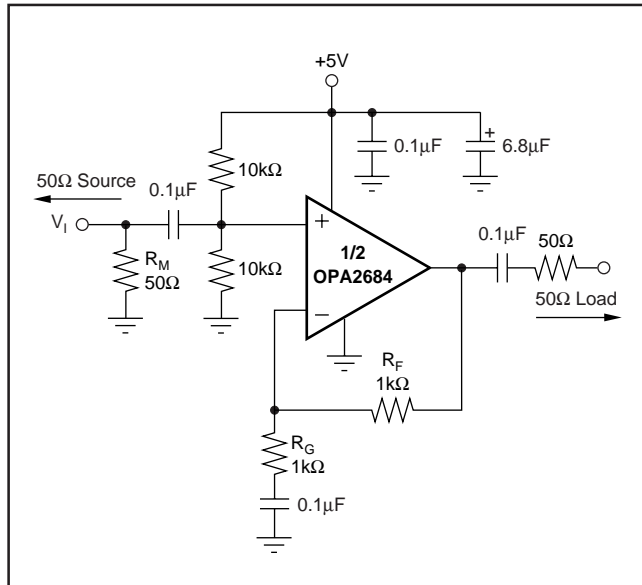 +5V
0.1µF
+
6.8µF
50Ω Source
0.1µF
10kΩ
V_I
R_M
50Ω
10kΩ
+
1/2
OPA2684
−
0.1µF
50Ω
50Ω Load
R_F
1kΩ
R_G
1kΩ
0.1µF